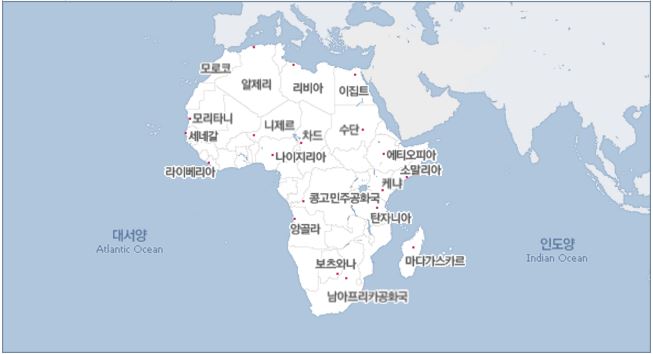 모로코
알제리
리비아
이집트
모리타니
세네갈
니제르
차드
수단
나이지리아
에티오피아
소말리아
라이베리아
케냐
콩고민주공화국
탄자니아
앙골라
대서양
Atlantic Ocean
인도양
Indian Ocean
보츠와나
마다가스카르
남아프리카공화국